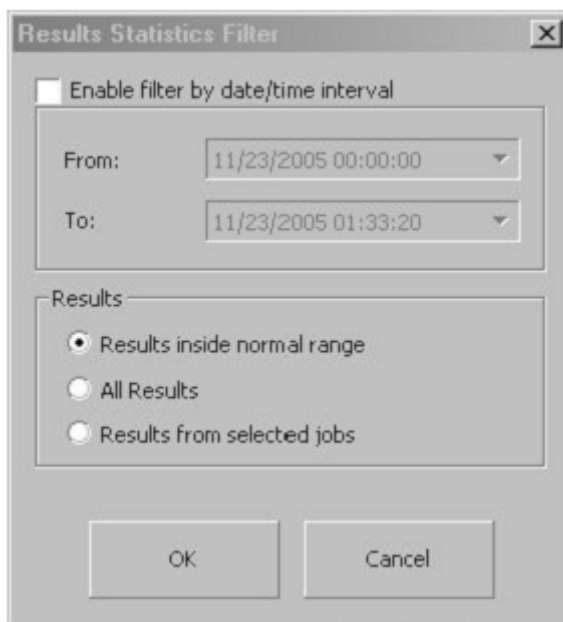 Results Statistics Filter
Enable filter by date/time interval
From: 11/23/2005 00:00:00
To: 11/23/2005 01:33:20
Results
Results inside normal range
All Results
Results from selected jobs
OK Cancel